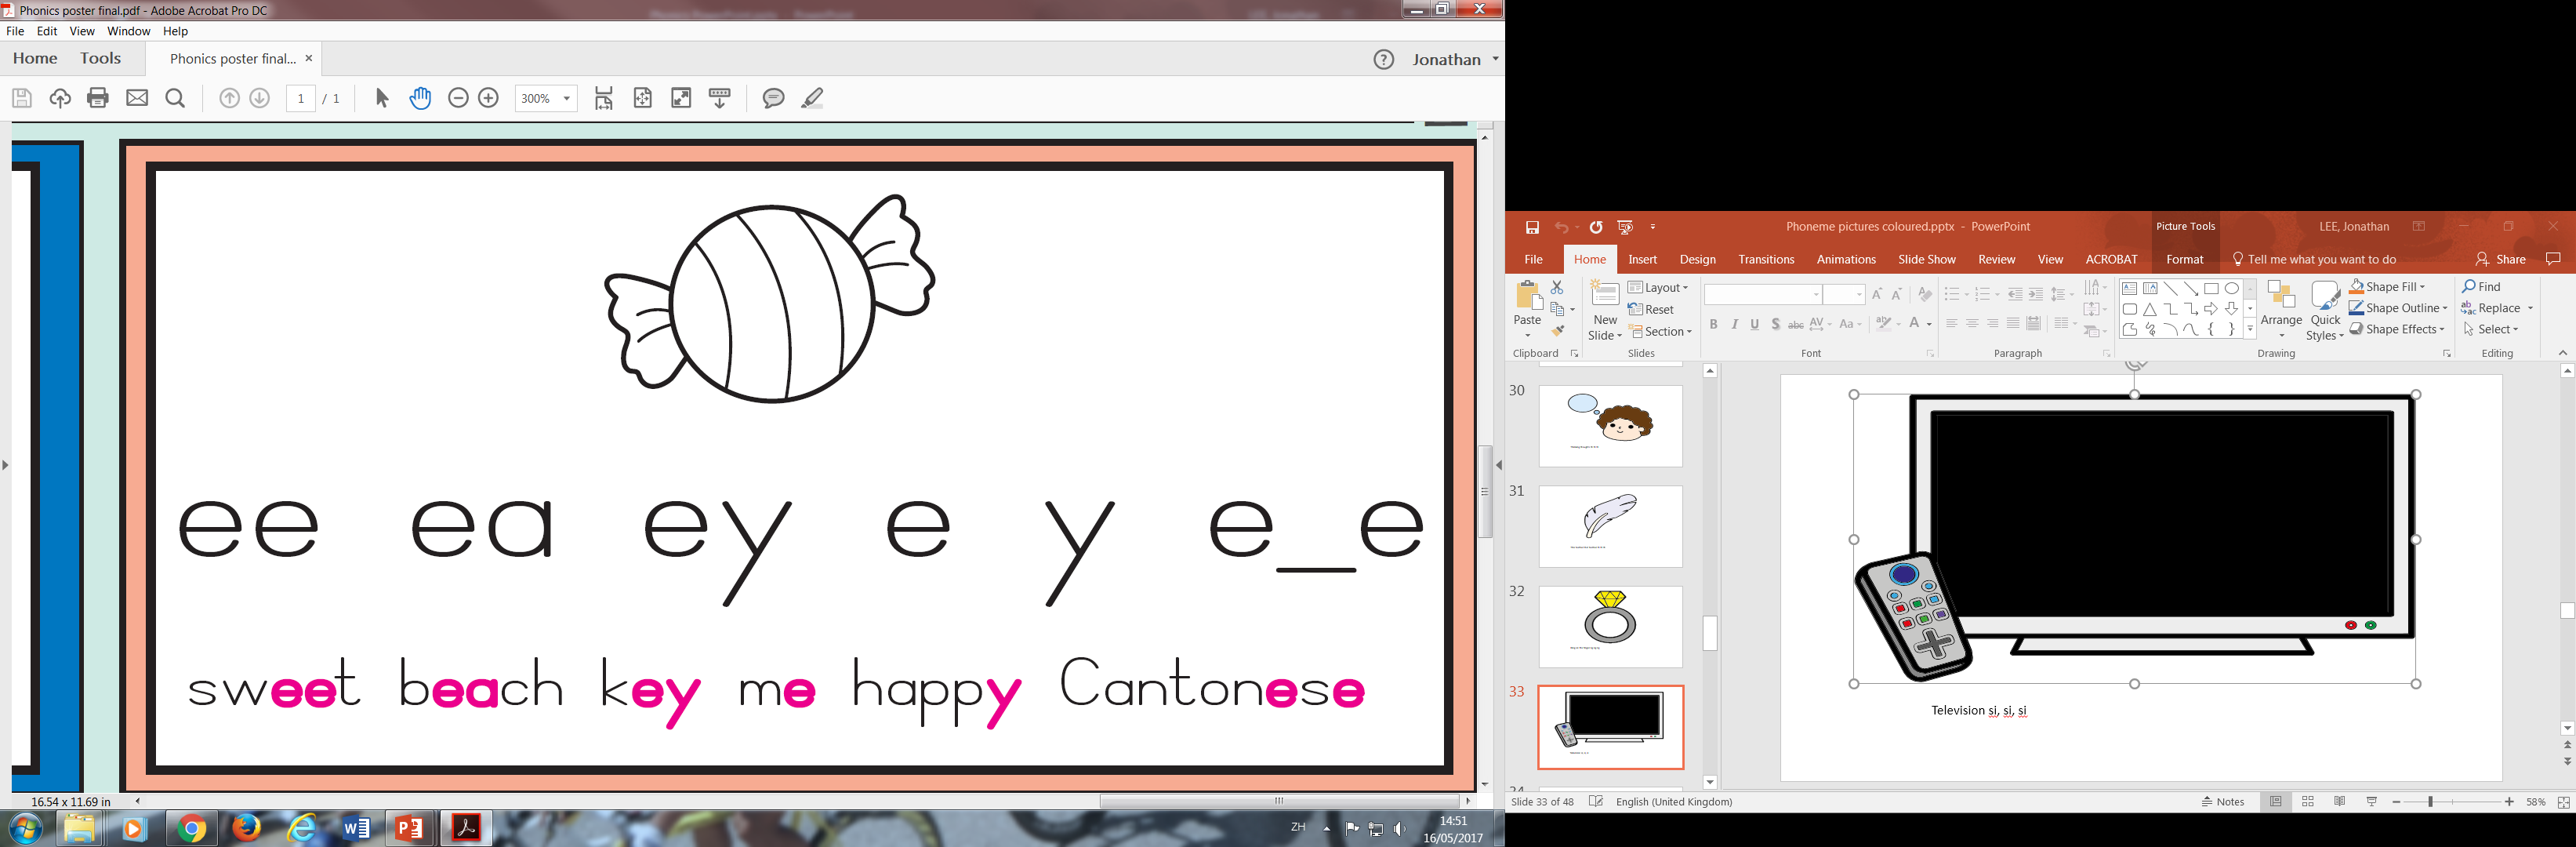 Phonics poster final.pdf - Adobe Acrobat Pro DC
File Edit View Window Help
Home Tools Phonics poster final... × Jonathan
1 / 1 300%
ee ea ey e y e_e
sweet beach key me happy Cantonese
16.54 x 11.69 in
ZH 14:51
16/05/2017
Phoneme pictures coloured.pptx - PowerPoint Picture Tools LEE, Jonathan
File Home Insert Design Transitions Animations Slide Show Review View ACROBAT Format Tell me what you want to do Share
Paste New Slide Layout Reset Section
B I U S abc AV Aa A
Arrange Quick Styles Shape Fill Shape Outline Shape Effects
Find Replace Select
Clipboard Slides Font Paragraph Drawing Editing
30
31
32
33
Television si, si, si
Slide 33 of 48 English (United Kingdom) Notes 58%